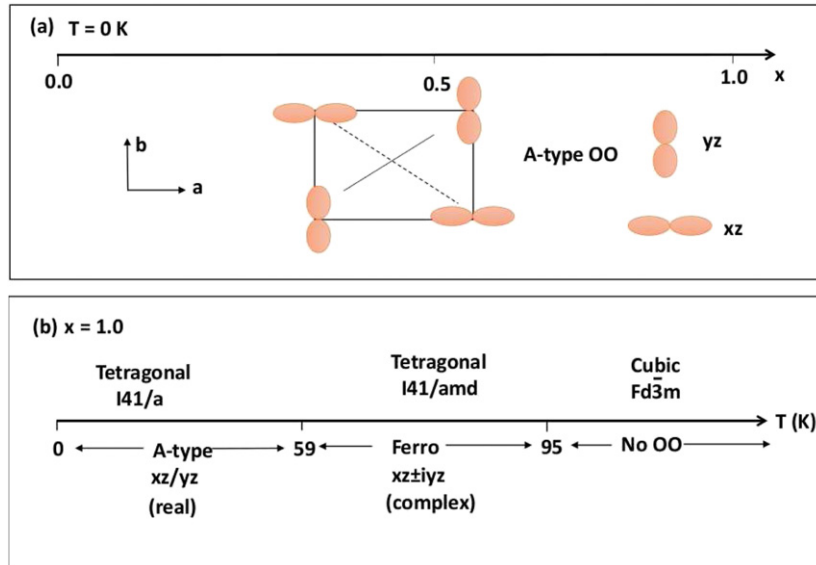 (a) T = 0 K
0.0 0.5 1.0 x
b
a
A-type OO
yz
xz
(b) x = 1.0
Tetragonal
I41/a
Tetragonal
I41/amd
Cubic
Fd3̅m
T (K)
0 A-type 59 Ferro 95 No OO
xz/yz xz±iyz
(real) (complex)